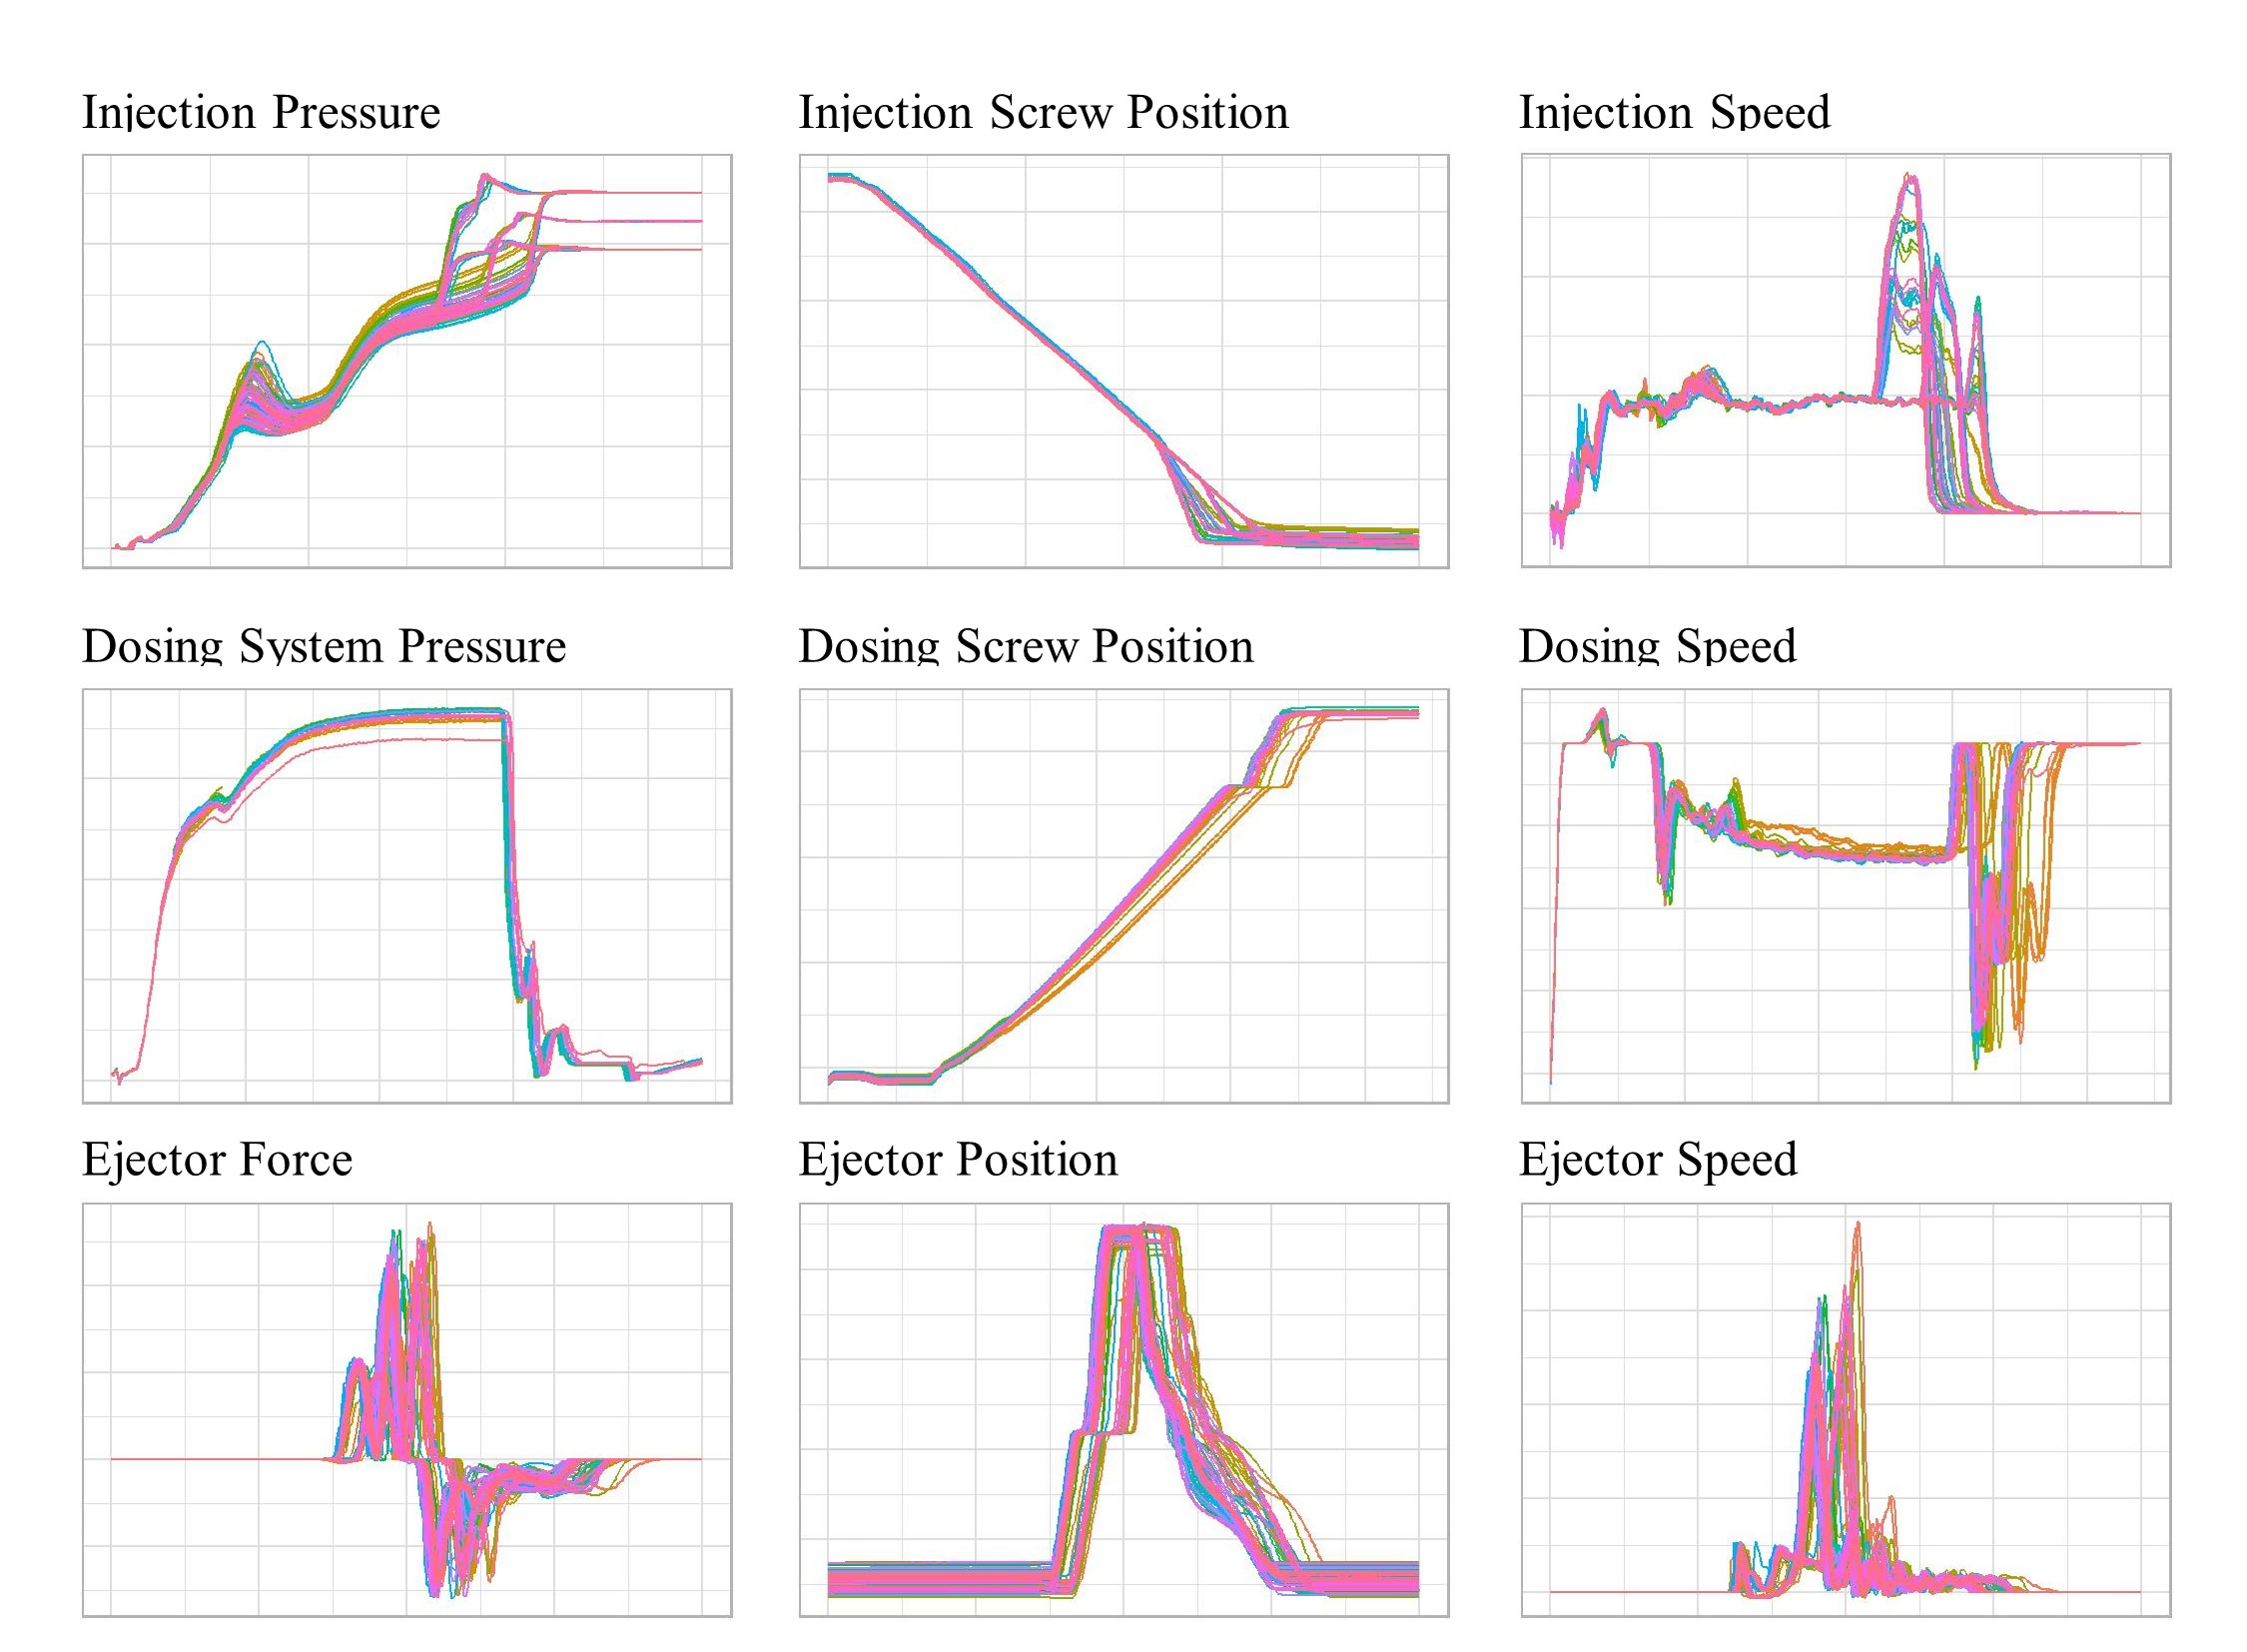 Injection Pressure
Injection Screw Position
Injection Speed
Dosing System Pressure
Dosing Screw Position
Dosing Speed
Ejector Force
Ejector Position
Ejector Speed